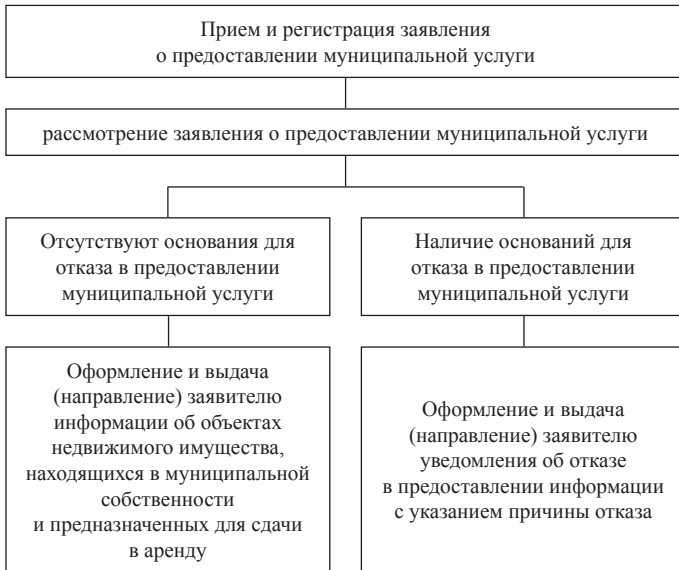 Прием и регистрация заявления
о предоставлении муниципальной услуги
рассмотрение заявления о предоставлении муниципальной услуги
Отсутствуют основания для
отказа в предоставлении
муниципальной услуги
Наличие оснований для
отказа в предоставлении
муниципальной услуги
Оформление и выдача
(направление) заявителю
информации об объектах
недвижимого имущества,
находящихся в муниципальной
собственности
и предназначенных для сдачи
в аренду
Оформление и выдача
(направление) заявителю
уведомления об отказе
в предоставлении информации
с указанием причины отказа